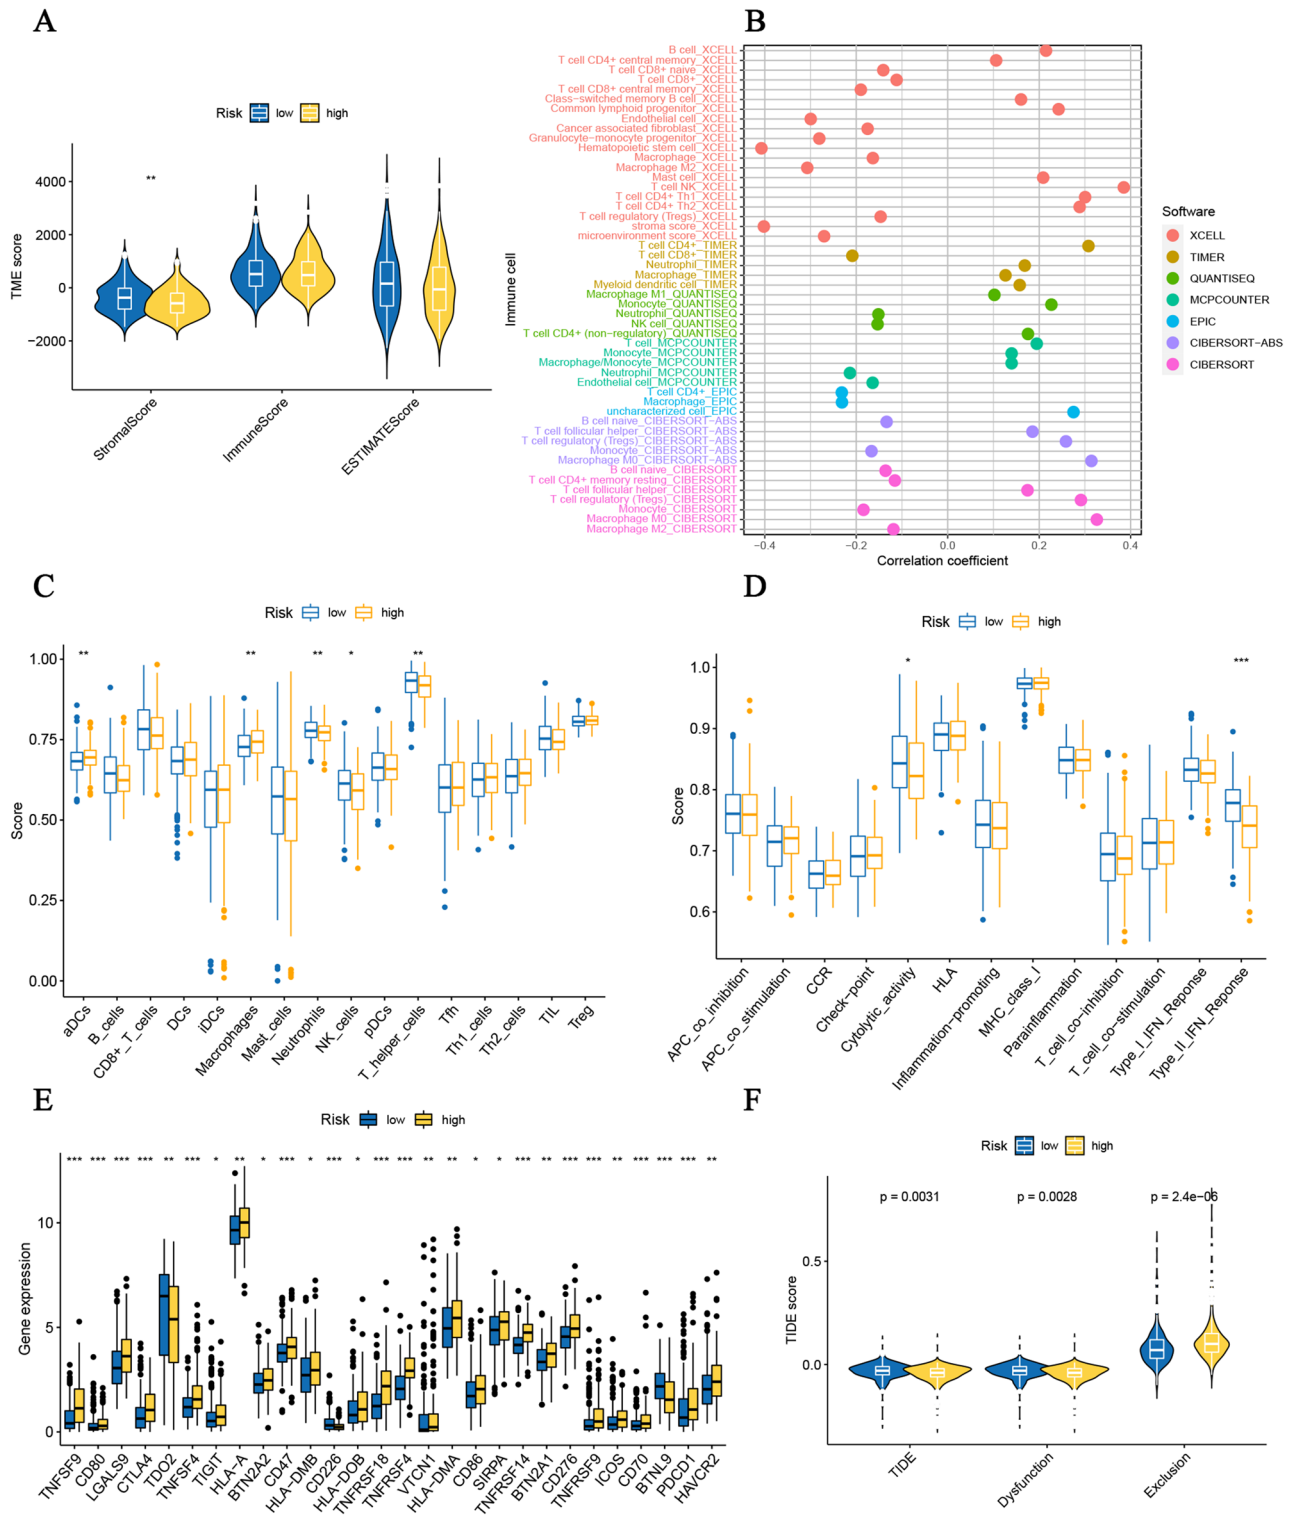 A
Risk low high
**
4000
2000
0
−2000
TME score
StromalScore
ImmuneScore
ESTIMATEScore
B
B cell_XCELL
T cell CD4+ central memory_XCELL
T cell CD8+ naive_XCELL
T cell CD8+_XCELL
T cell CD8+ central memory_XCELL
Class−switched memory B cell_XCELL
Common lymphoid progenitor_XCELL
Endothelial cell_XCELL
Cancer associated fibroblast_XCELL
Granulocyte−monocyte progenitor_XCELL
Hematopoietic stem cell_XCELL
Macrophage_XCELL
Macrophage M2_XCELL
Mast cell_XCELL
T cell NK_XCELL
T cell CD4+ Th1_XCELL
T cell CD4+ Th2_XCELL
T cell regulatory (Tregs)_XCELL
stroma score_XCELL
microenvironment score_XCELL
T cell CD4+_TIMER
T cell CD8+_TIMER
Neutrophil_TIMER
Macrophage_TIMER
Myeloid dendritic cell_TIMER
Macrophage M1_QUANTISEQ
Monocyte_QUANTISEQ
Neutrophil_QUANTISEQ
NK cell_QUANTISEQ
T cell CD4+ (non−regulatory)_QUANTISEQ
T cell_MCPCOUNTER
Monocyte_MCPCOUNTER
Macrophage/Monocyte_MCPCOUNTER
Neutrophil_MCPCOUNTER
Endothelial cell_MCPCOUNTER
T cell CD4+_EPIC
Macrophage_EPIC
uncharacterized cell_EPIC
B cell naive_CIBERSORT−ABS
T cell follicular helper_CIBERSORT−ABS
T cell regulatory (Tregs)_CIBERSORT−ABS
Monocyte_CIBERSORT−ABS
Macrophage M0_CIBERSORT−ABS
B cell naive_CIBERSORT
T cell CD4+ memory resting_CIBERSORT
T cell follicular helper_CIBERSORT
T cell regulatory (Tregs)_CIBERSORT
Monocyte_CIBERSORT
Macrophage M0_CIBERSORT
Macrophage M2_CIBERSORT
Immune cell
−0.4 −0.2 0.0 0.2 0.4
Correlation coefficient
Software
XCELL
TIMER
QUANTISEQ
MCPCOUNTER
EPIC
CIBERSORT−ABS
CIBERSORT
C
Risk low high
** ** ** * **
1.00
0.75
0.50
0.25
0.00
Score
aDCs
B_cells
CD8+_T_cells
DCs
iDCs
Macrophages
Mast_cells
Neutrophils
NK_cells
pDCs
T_helper_cells
Tfh
Th1_cells
Th2_cells
TIL
Treg
D
Risk low high
* ***
1.0
0.9
0.8
0.7
0.6
Score
APC_co_inhibition
APC_co_stimulation
CCR
Check−point
Cytolytic_activity
HLA
Inflammation−promoting
MHC_class_I
Parainflammation
T_cell_co−inhibition
T_cell_co−stimulation
Type_I_IFN_Reponse
Type_II_IFN_Reponse
E
Risk low high
*** *** *** *** ** *** * ** * *** ** *** * *** *** ** ** * * *** ** *** *** ** *** *** *** **
10
5
0
Gene expression
TNFSF9
CD80
LGALS9
CTLA4
TDO2
TNFSF4
TIGIT
HLA−A
BTN2A2
CD47
HLA−DMB
CD226
HLA−DOB
TNFRSF18
TNFRSF4
VTCN1
HLA−DMA
CD86
SIRPA
TNFRSF14
BTN2A1
CD276
TNFRSF9
ICOS
CD70
BTNL9
PDCD1
HAVCR2
F
Risk low high
p = 0.0031 p = 0.0028 p = 2.4e−06
0.5
0.0
TIDE score
TIDE
Dysfunction
Exclusion